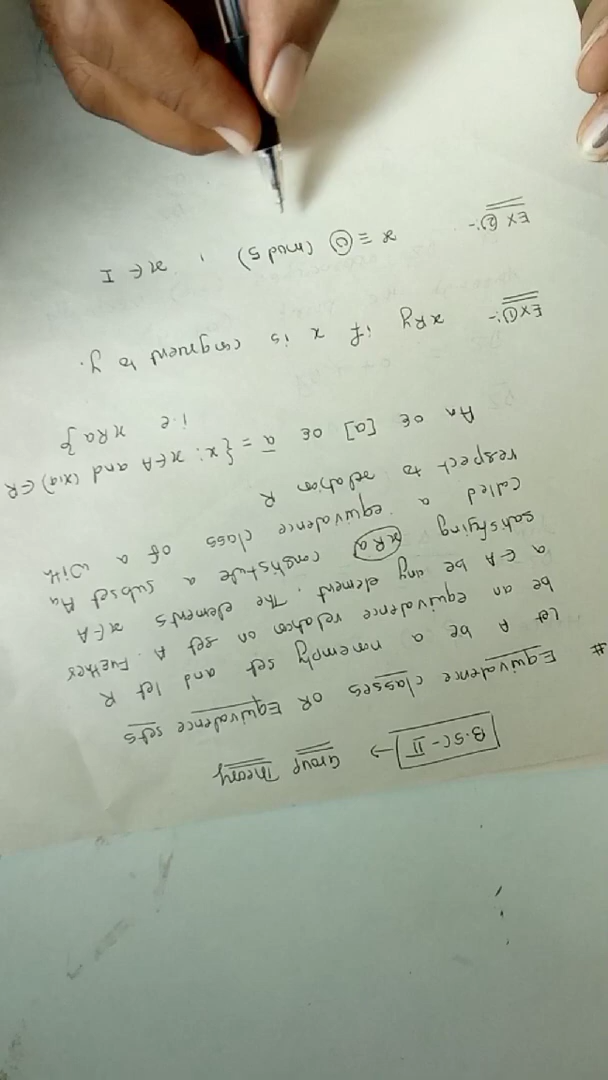 B.SC-II → Group Theory
# Equivalence classes OR Equivalence sets
Let A be a nonempty set and let R
be an equivalence relation on set A. Further
a ∈ A be any element. The elements x ∈ A
satisfying xRa constitute a subset Aa
called a equivalence class of a with
respect to relation R
Aa OR [a] OR a̅ = {x : x∈A and (x,a) ∈R
i.e xRa}
EX①:- xRy if x is congruent to y.
EX②:- x ≡ ⓪ (mod 5) , x ∈ I